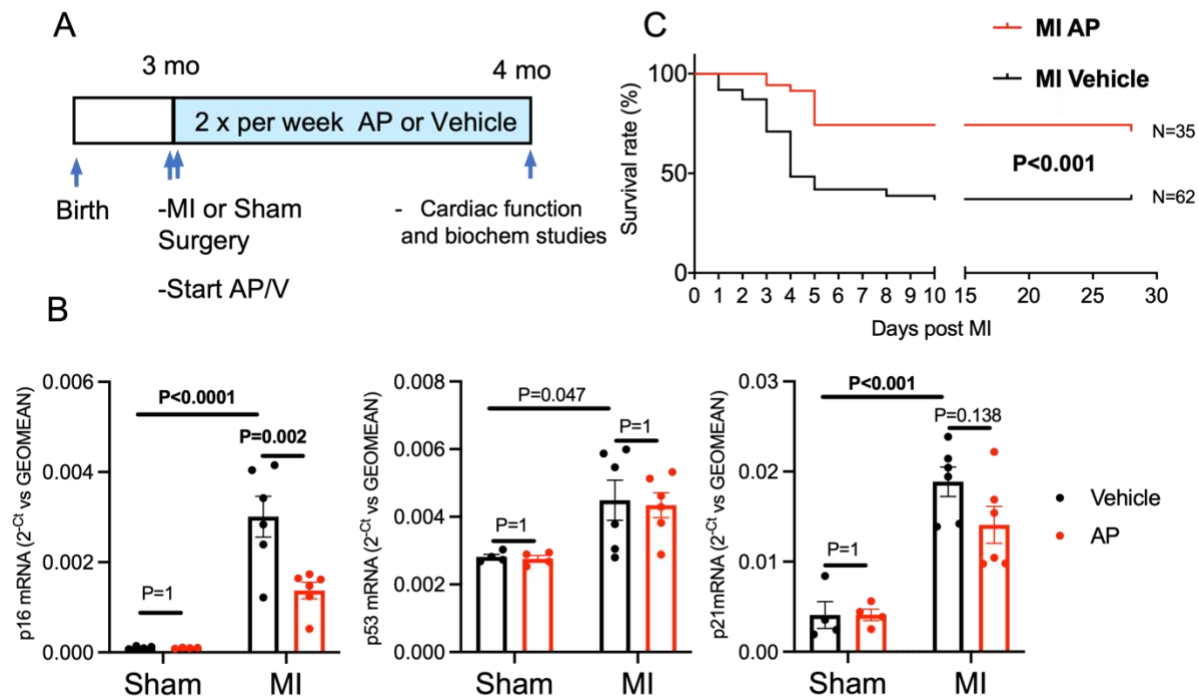 A
3 mo
4 mo
2 x per week AP or Vehicle
Birth
-MI or Sham
Surgery
-Start AP/V
- Cardiac function
and biochem studies
C
MI AP
MI Vehicle
Survival rate (%)
100
50
0
N=35
P<0.001
N=62
0 1 2 3 4 5 6 7 8 9 10 15 20 25 30
Days post MI
B
p16 mRNA (2^-Ct vs GEOMEAN)
0.006
0.004
0.002
0.000
P<0.0001
P=0.002
P=1
Sham MI
p53 mRNA (2^-Ct vs GEOMEAN)
0.008
0.006
0.004
0.002
0.000
P=0.047
P=1
P=1
Sham MI
p21mRNA (2^-Ct vs GEOMEAN)
0.03
0.02
0.01
0.00
P<0.001
P=0.138
P=1
Sham MI
Vehicle
AP